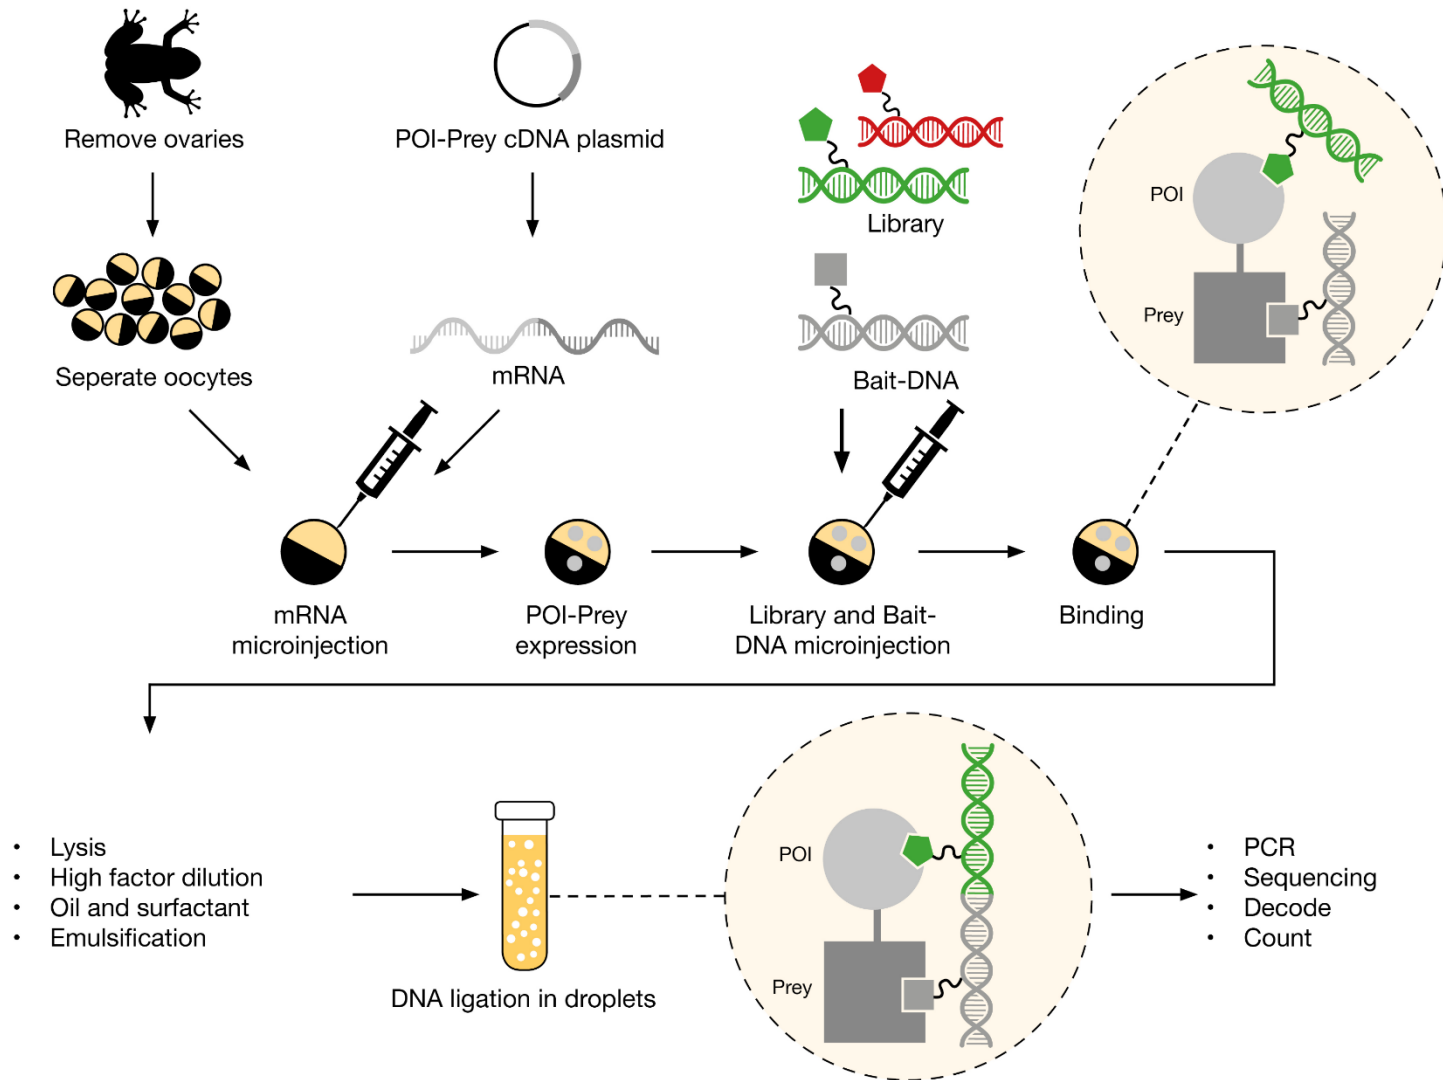 Remove ovaries
POI-Prey cDNA plasmid
Library
POI
Prey
Seperate oocytes
mRNA
Bait-DNA
mRNA
microinjection
POI-Prey
expression
Library and Bait-
DNA microinjection
Binding
• Lysis
• High factor dilution
• Oil and surfactant
• Emulsification
DNA ligation in droplets
POI
Prey
• PCR
• Sequencing
• Decode
• Count